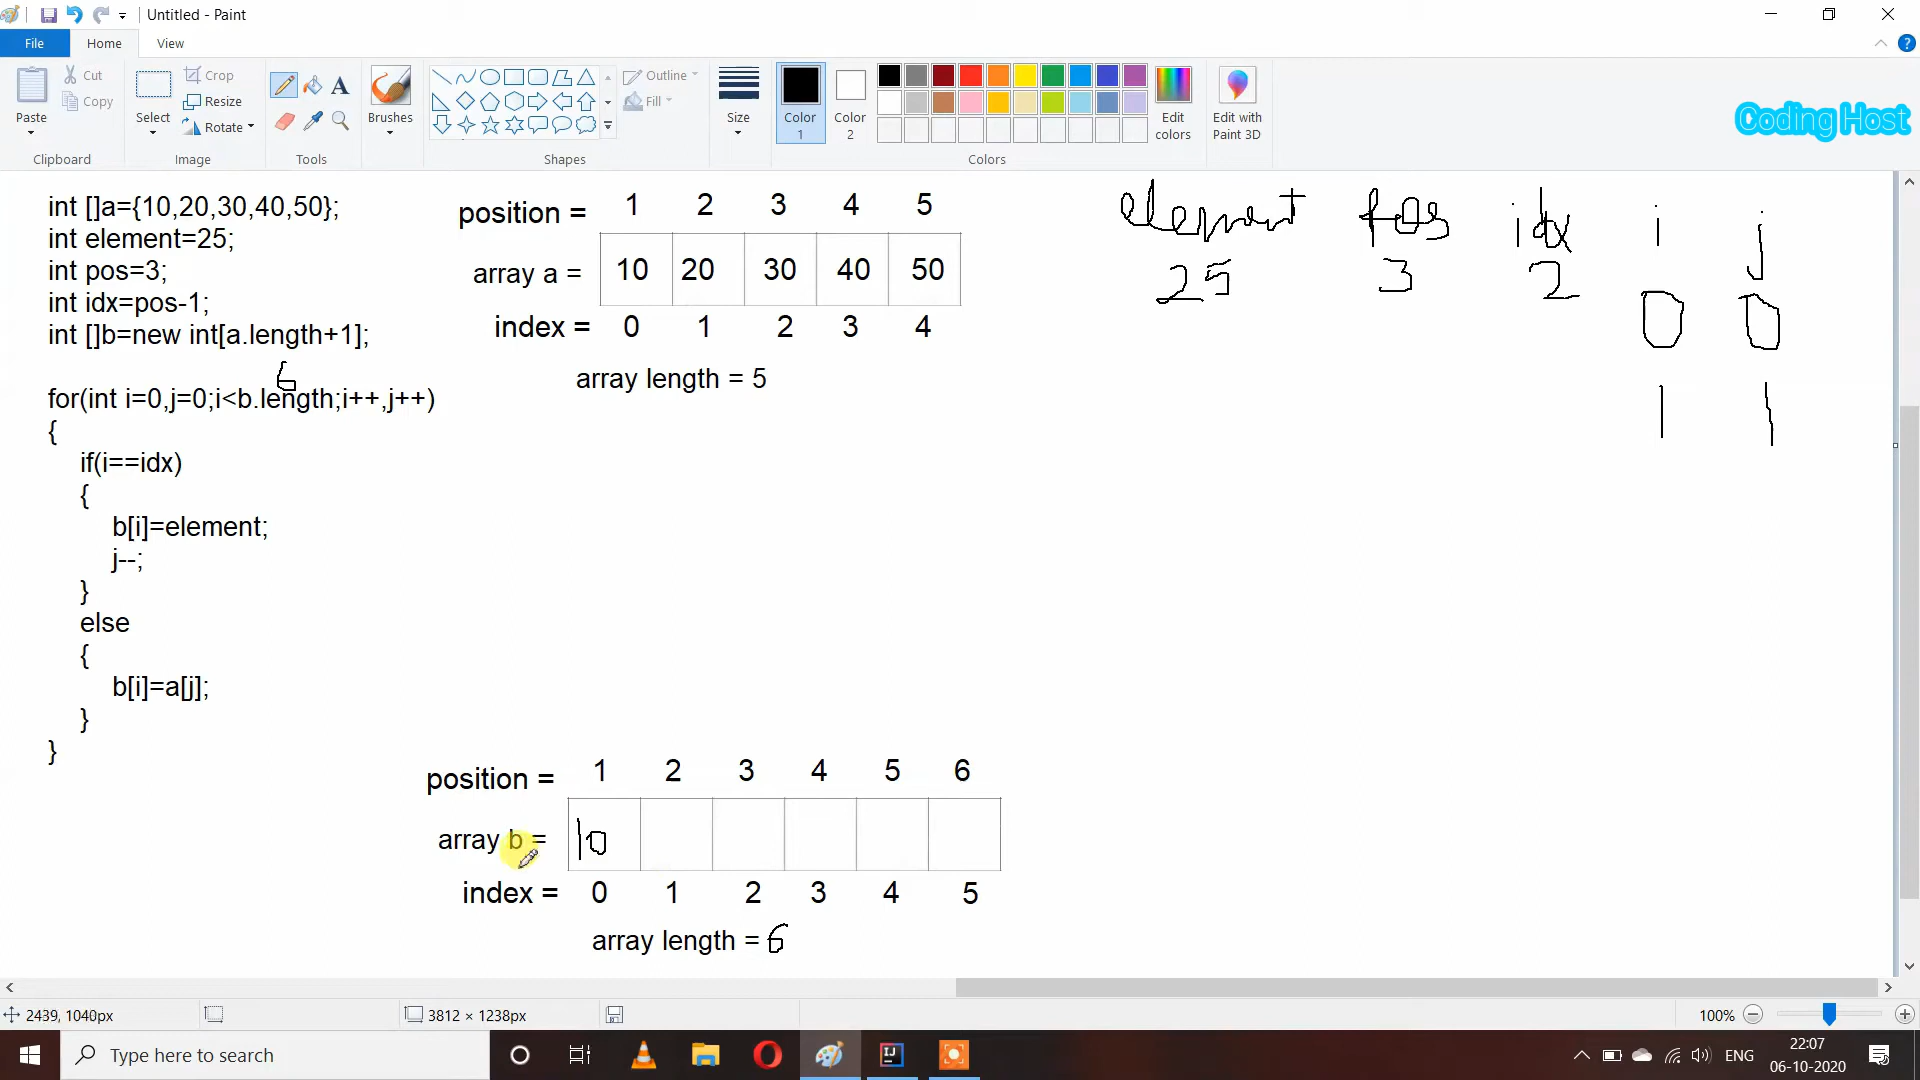 Untitled - Paint
File Home View
Paste
Cut
Copy
Clipboard
Select
Crop
Resize
Rotate
Image
Tools
Brushes
Shapes
Outline
Fill
Size
Color 1
Color 2
Edit colors
Edit with Paint 3D
Colors
Coding Host
int []a={10,20,30,40,50};
int element=25;
int pos=3;
int idx=pos-1;
int []b=new int[a.length+1];
6
for(int i=0,j=0;i<b.length;i++,j++)
{
if(i==idx)
{
b[i]=element;
j--;
}
else
{
b[i]=a[j];
}
}
position = 1 2 3 4 5
array a = 10 20 30 40 50
index = 0 1 2 3 4
array length = 5
element pos idx i j
25 3 2
0 0
1 1
position = 1 2 3 4 5 6
array b = 10
index = 0 1 2 3 4 5
array length = 6
2439, 1040px
3812 × 1238px
100%
Type here to search
ENG
22:07
06-10-2020